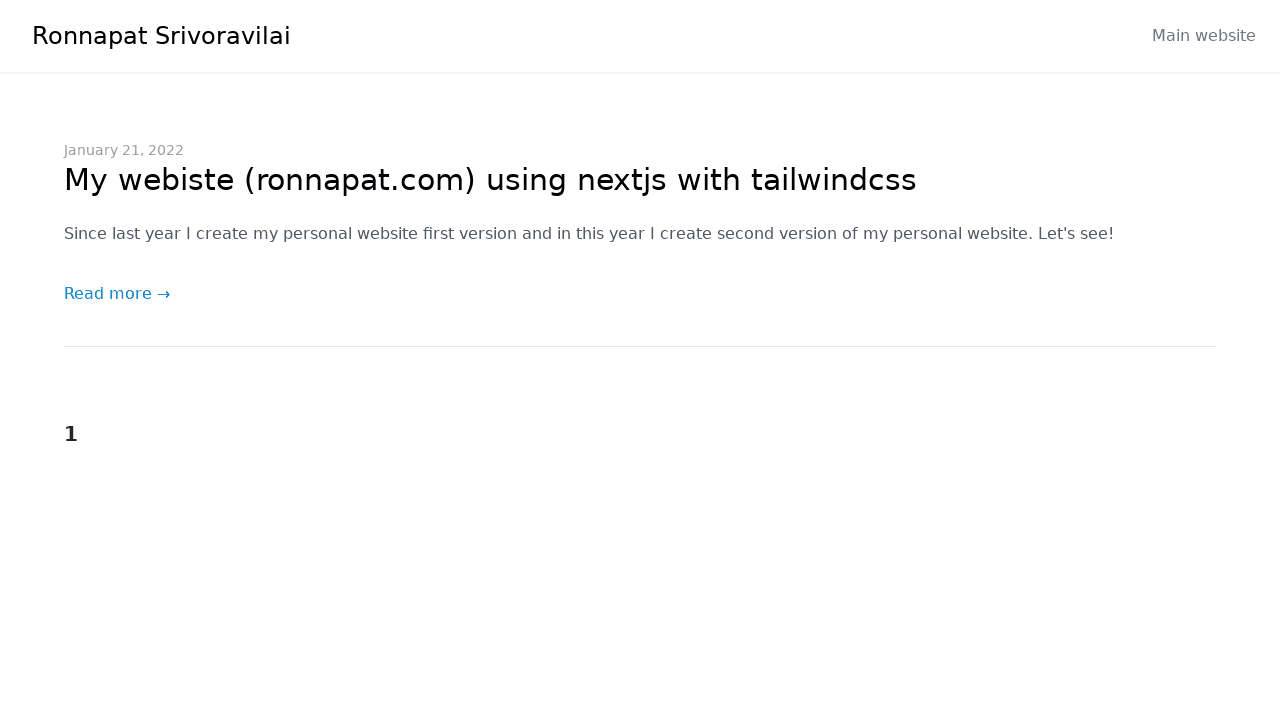 Ronnapat Srivoravilai
Main website
January 21, 2022
My webiste (ronnapat.com) using nextjs with tailwindcss
Since last year I create my personal website first version and in this year I create second version of my personal website. Let's see!
Read more →
1